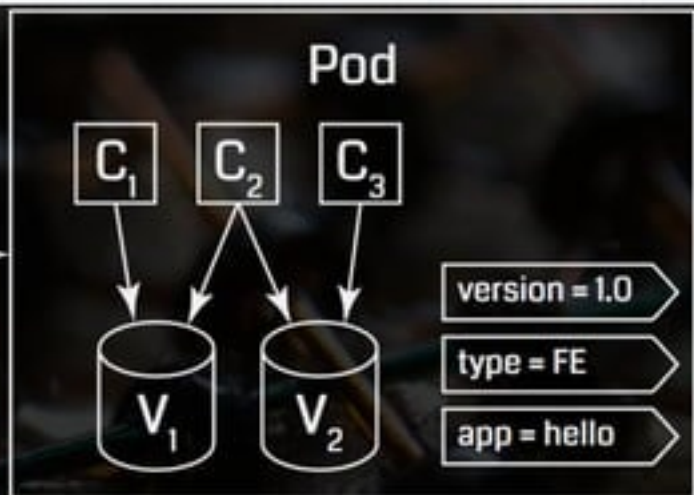 Pod
C₁ C₂ C₃
version = 1.0
type = FE
V₁ V₂
app = hello